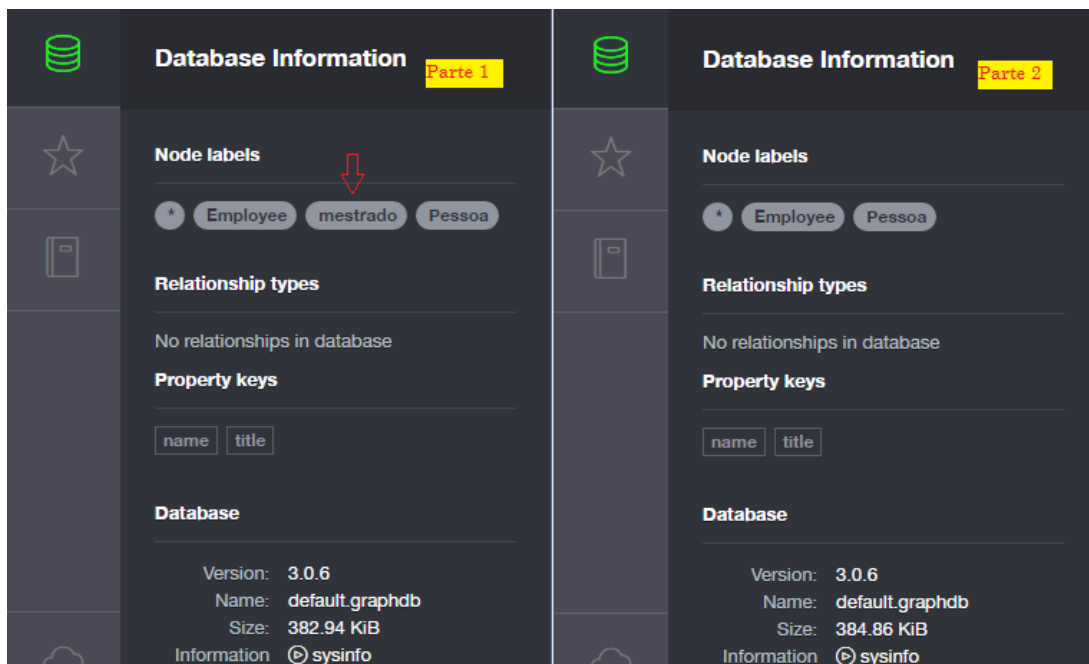 Database Information
Parte 1
Node labels
* Employee mestrado Pessoa
Relationship types
No relationships in database
Property keys
name title
Database
Version: 3.0.6
Name: default.graphdb
Size: 382.94 KiB
Information sysinfo
Database Information
Parte 2
Node labels
* Employee Pessoa
Relationship types
No relationships in database
Property keys
name title
Database
Version: 3.0.6
Name: default.graphdb
Size: 384.86 KiB
Information sysinfo